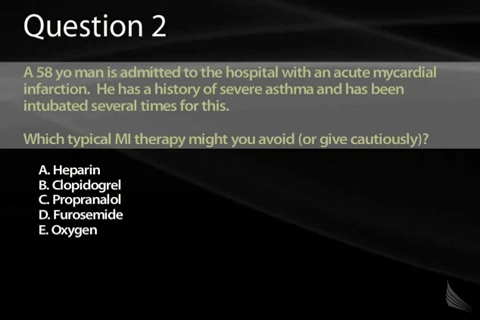 Question 2
A 58 yo man is admitted to the hospital with an acute mycardial
infarction. He has a history of severe asthma and has been
intubated several times for this.
Which typical MI therapy might you avoid (or give cautiously)?
A. Heparin
B. Clopidogrel
C. Propranalol
D. Furosemide
E. Oxygen